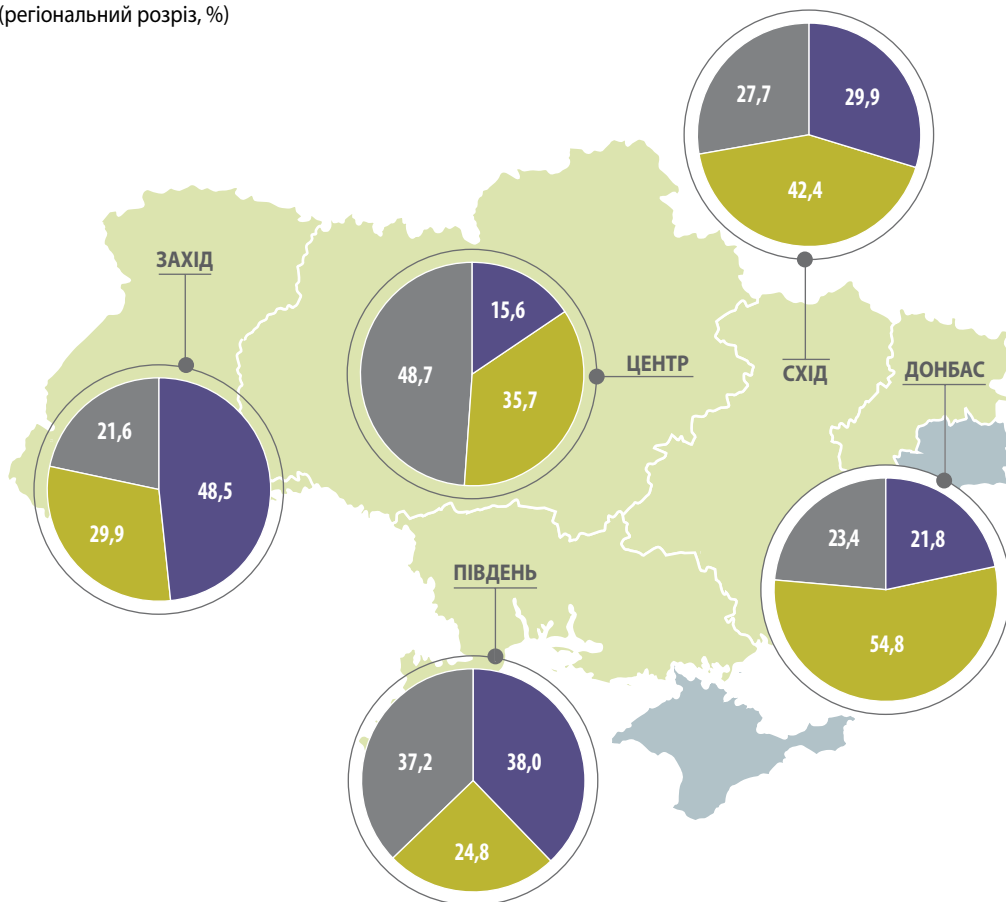 (регіональний розріз, %)
27,7
29,9
42,4
ЗАХІД
15,6
48,7
35,7
ЦЕНТР
СХІД
ДОНБАС
21,6
48,5
29,9
23,4
21,8
54,8
ПІВДЕНЬ
37,2
38,0
24,8